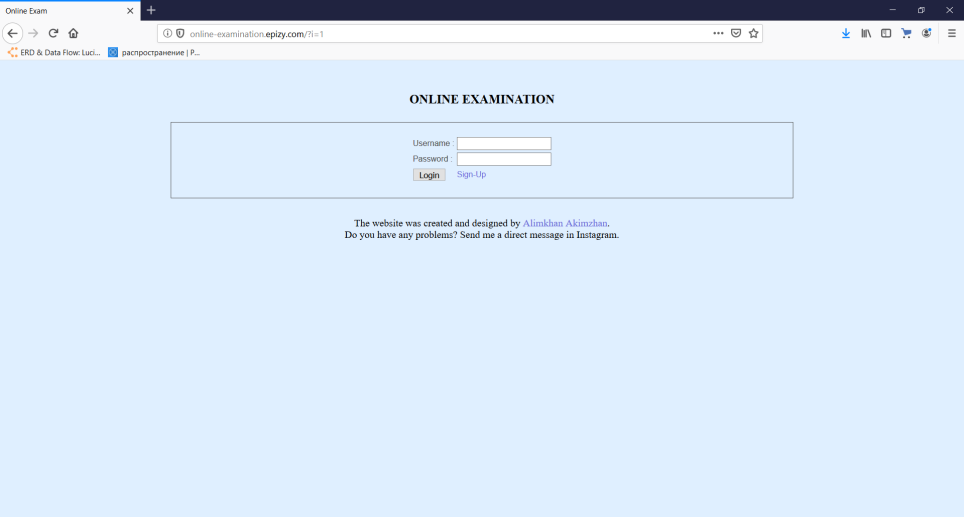 Online Exam
online-examination.epizy.com/?i=1
ERD & Data Flow: Luci... распространение | P...
ONLINE EXAMINATION
Username :
Password :
Login Sign-Up
The website was created and designed by Alimkhan Akimzhan.
Do you have any problems? Send me a direct message in Instagram.